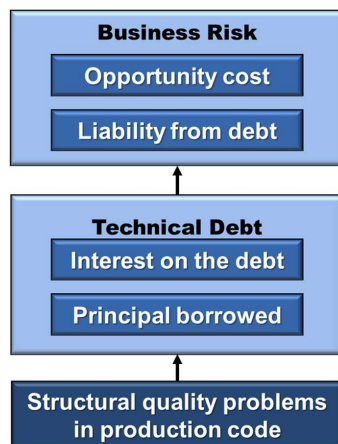 Business Risk
Opportunity cost
Liability from debt
Technical Debt
Interest on the debt
Principal borrowed
Structural quality problems
in production code